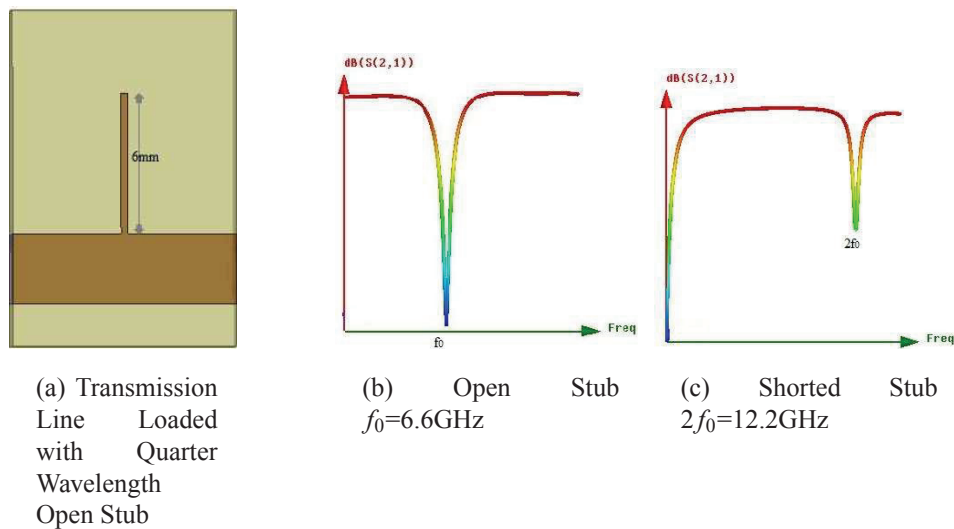 6mm
dB(S(2,1))
Freq
f0
dB(S(2,1))
Freq
2f0
(a) Transmission
Line Loaded
with Quarter
Wavelength
Open Stub
(b) Open Stub
f0=6.6GHz
(c) Shorted Stub
2f0=12.2GHz